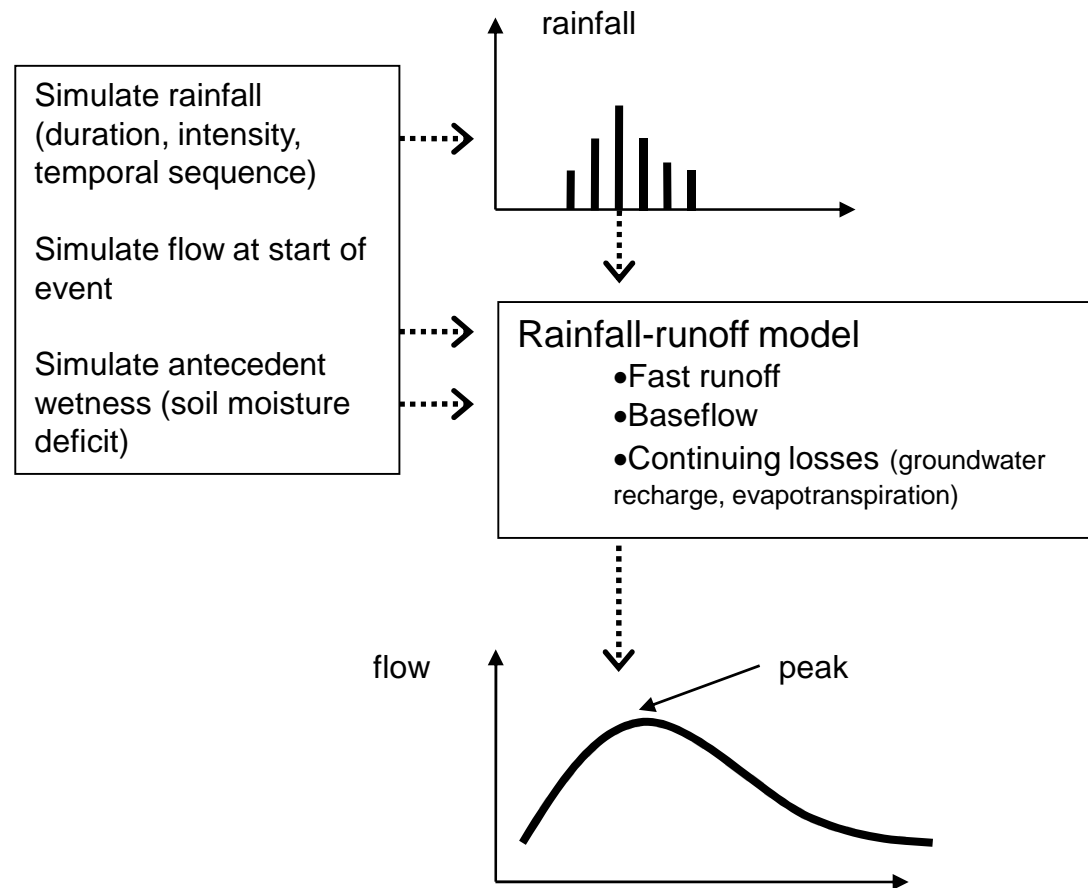 rainfall
Simulate rainfall
(duration, intensity,
temporal sequence)
Simulate flow at start of
event
Simulate antecedent
wetness (soil moisture
deficit)
Rainfall-runoff model
•Fast runoff
•Baseflow
•Continuing losses (groundwater
recharge, evapotranspiration)
flow
peak